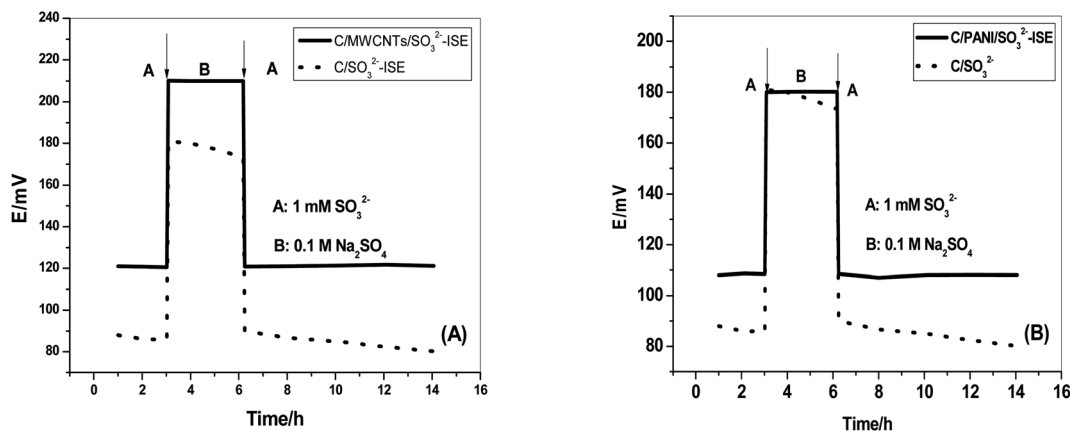 240
220
200
180
160
140
120
100
80
E/mV
C/MWCNTs/SO₃²⁻-ISE
C/SO₃²⁻-ISE
A
B
A
A: 1 mM SO₃²⁻
B: 0.1 M Na₂SO₄
(A)
0 2 4 6 8 10 12 14 16
Time/h
200
180
160
140
120
100
80
E/mV
C/PANI/SO₃²⁻-ISE
C/SO₃²⁻
A
B
A
A: 1 mM SO₃²⁻
B: 0.1 M Na₂SO₄
(B)
0 2 4 6 8 10 12 14 16
Time/h